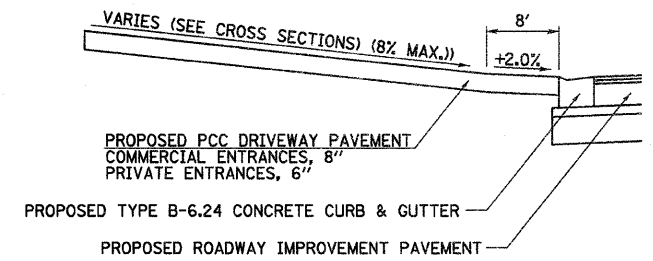 VARIES (SEE CROSS SECTIONS) (8% MAX.))
8'
+2.0%
PROPOSED PCC DRIVEWAY PAVEMENT
COMMERCIAL ENTRANCES, 8"
PRIVATE ENTRANCES, 6"
PROPOSED TYPE B-6.24 CONCRETE CURB & GUTTER
PROPOSED ROADWAY IMPROVEMENT PAVEMENT